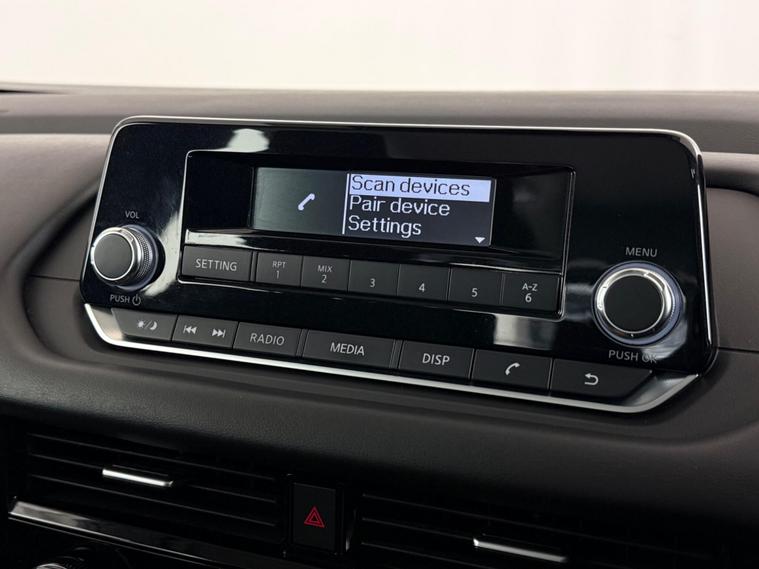 Scan devices
Pair device
Settings
VOL
PUSH
SETTING
RPT
1
MIX
2
3
4
5
A-Z
6
MENU
PUSH OK
RADIO
MEDIA
DISP